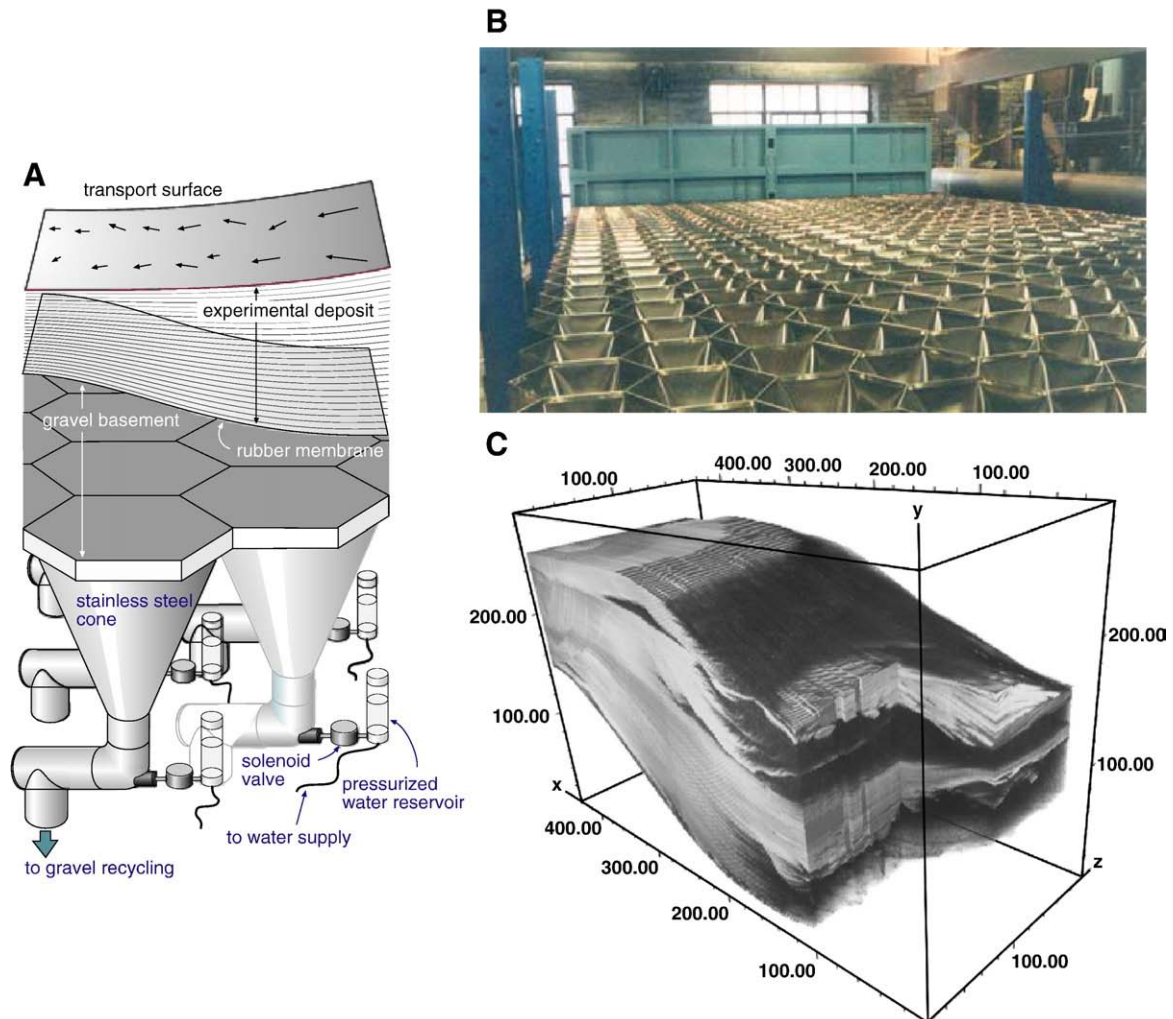 A
transport surface
experimental deposit
gravel basement
rubber membrane
stainless steel
cone
solenoid
valve
pressurized
water reservoir
to water supply
to gravel recycling
B
C
100.00
400.00
300.00
200.00
100.00
y
200.00
100.00
200.00
100.00
x
400.00
300.00
200.00
100.00
z
100.00